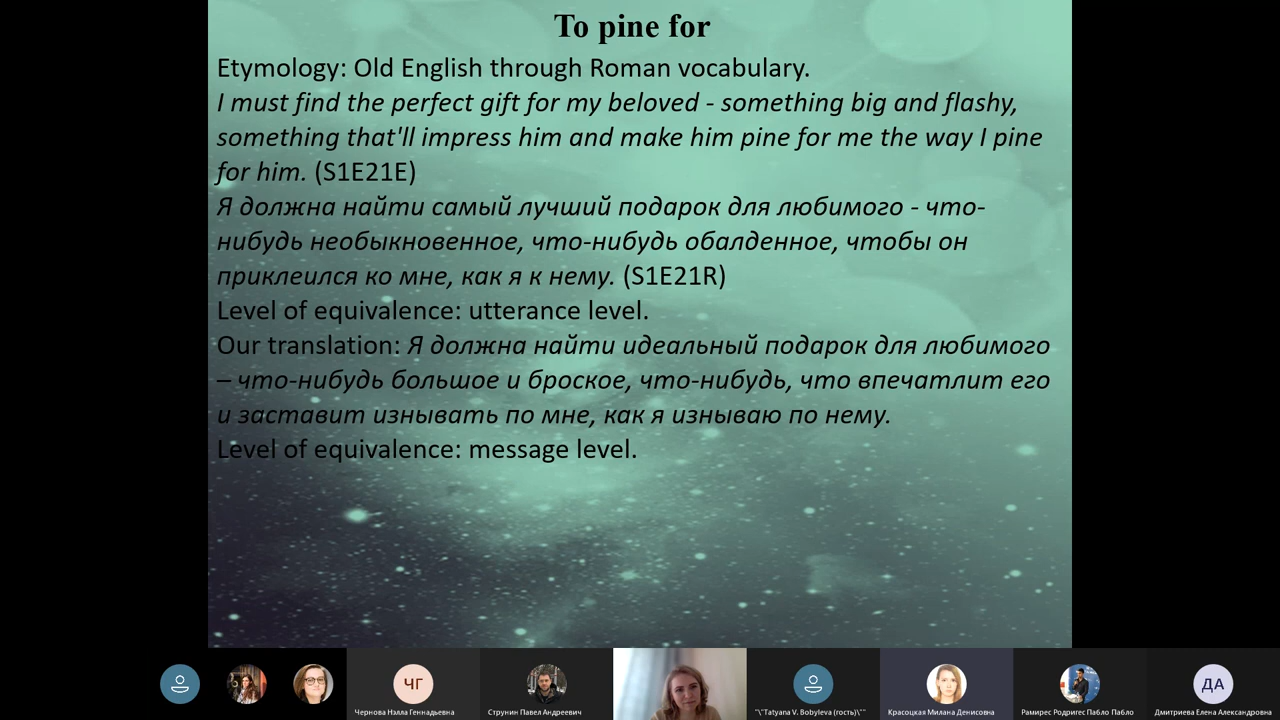 To pine for
Etymology: Old English through Roman vocabulary.
I must find the perfect gift for my beloved - something big and flashy,
something that'll impress him and make him pine for me the way I pine
for him. (S1E21E)
Я должна найти самый лучший подарок для любимого - что-
нибудь необыкновенное, что-нибудь обалденное, чтобы он
приклеился ко мне, как я к нему. (S1E21R)
Level of equivalence: utterance level.
Our translation: Я должна найти идеальный подарок для любимого
– что-нибудь большое и броское, что-нибудь, что впечатлит его
и заставит изнывать по мне, как я изнываю по нему.
Level of equivalence: message level.
ЧГ
ДА
Чернова Нэлла Геннадьевна
Струнин Павел Андреевич
"\"Tatyana V. Bobyleva (гость)\""
Красоцкая Милана Денисовна
Рамирес Родригес Пабло Пабло
Дмитриева Елена Александровна